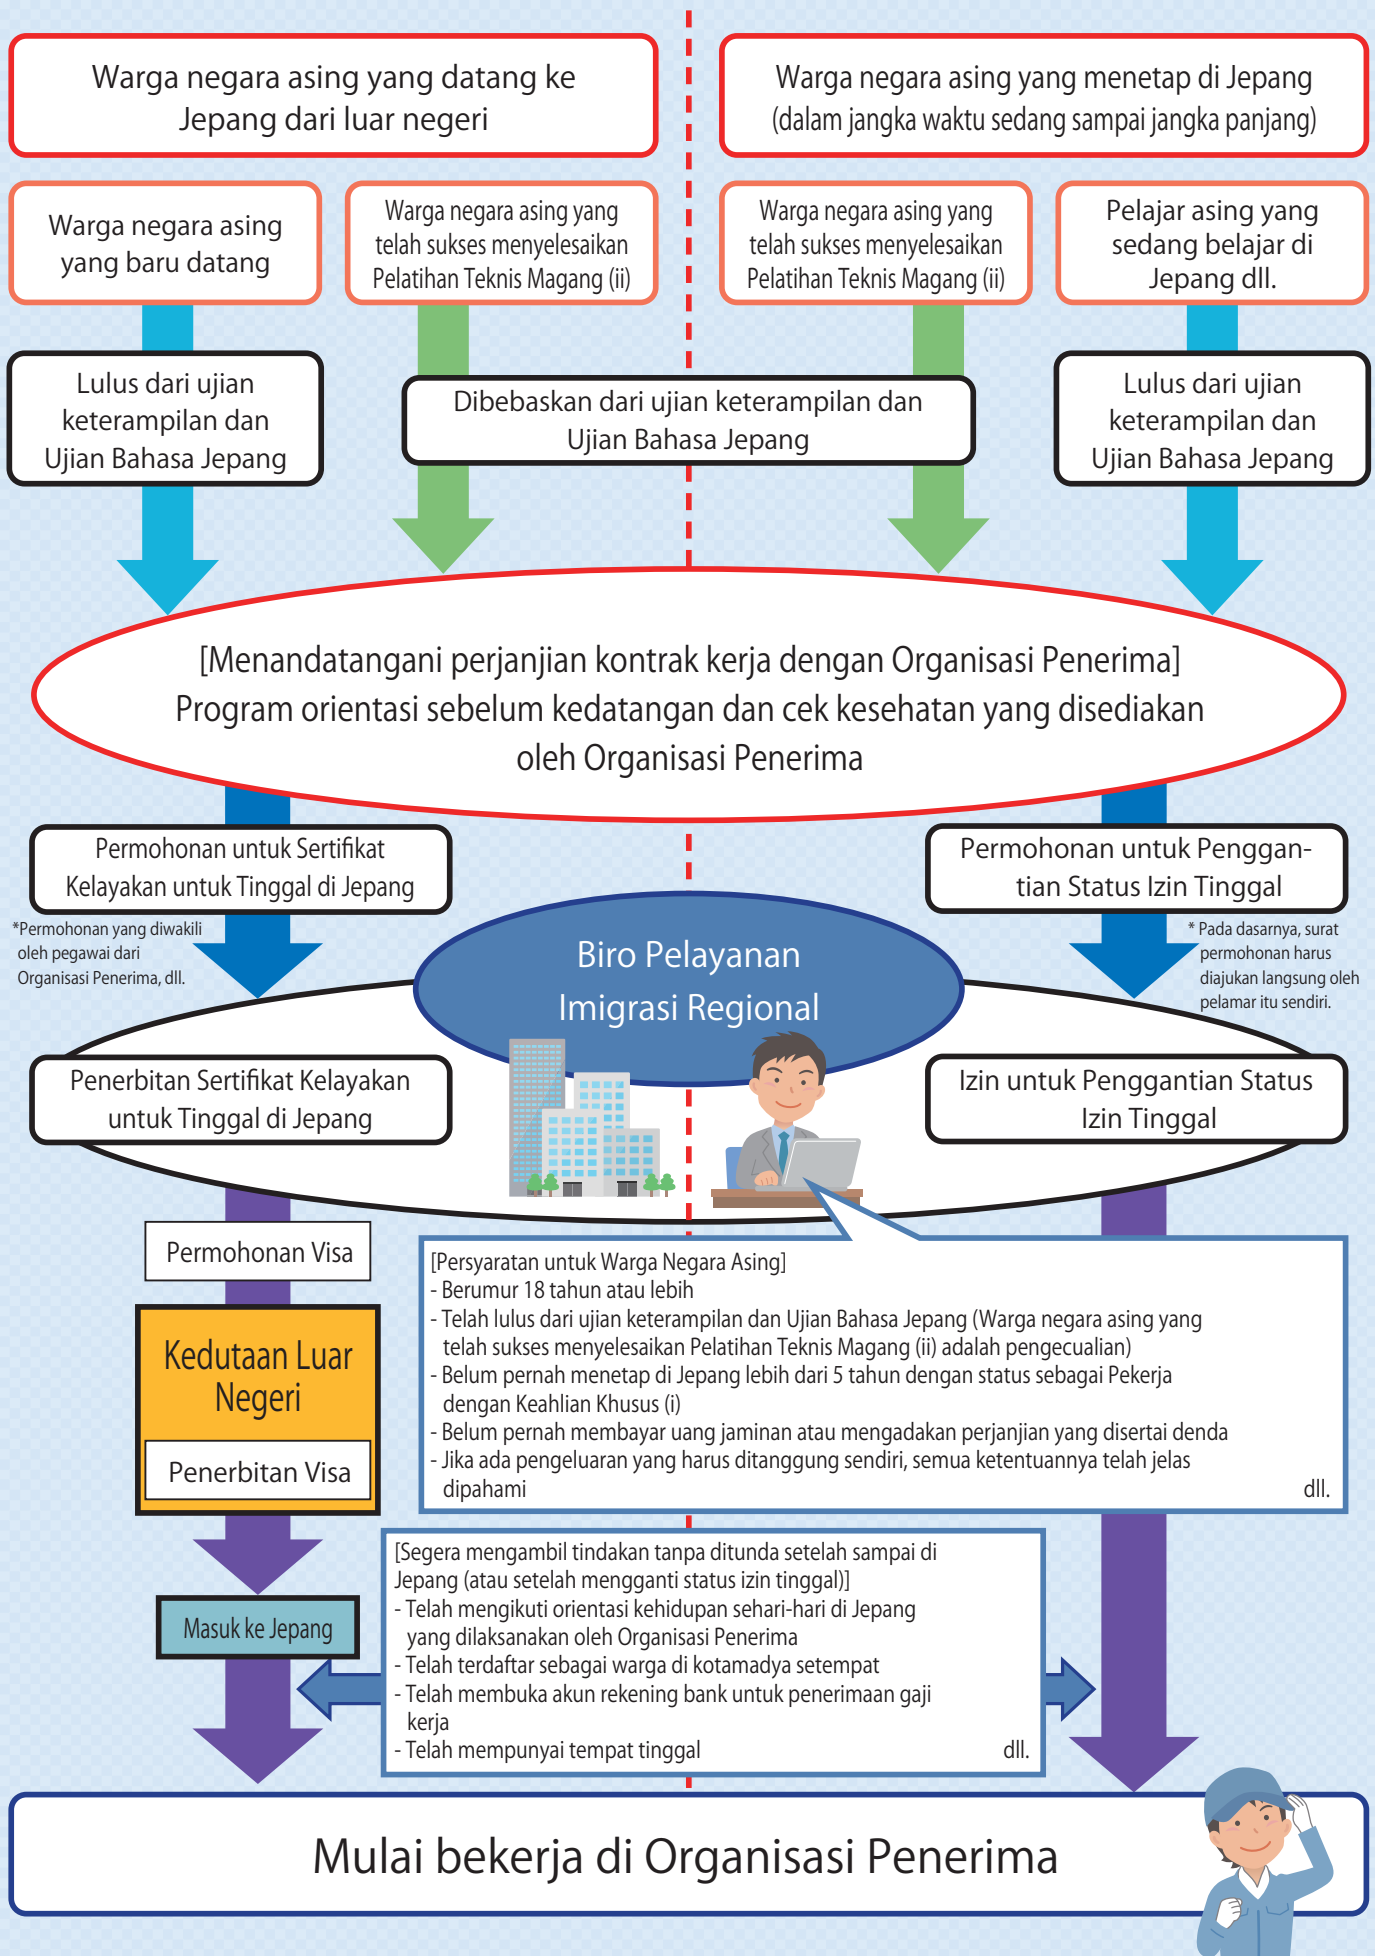 Warga negara asing yang datang ke
Jepang dari luar negeri
Warga negara asing yang menetap di Jepang
(dalam jangka waktu sedang sampai jangka panjang)
Warga negara asing
yang baru datang
Warga negara asing yang
telah sukses menyelesaikan
Pelatihan Teknis Magang (ii)
Warga negara asing yang
telah sukses menyelesaikan
Pelatihan Teknis Magang (ii)
Pelajar asing yang
sedang belajar di
Jepang dll.
Lulus dari ujian
keterampilan dan
Ujian Bahasa Jepang
Dibebaskan dari ujian keterampilan dan
Ujian Bahasa Jepang
Lulus dari ujian
keterampilan dan
Ujian Bahasa Jepang
[Menandatangani perjanjian kontrak kerja dengan Organisasi Penerima]
Program orientasi sebelum kedatangan dan cek kesehatan yang disediakan
oleh Organisasi Penerima
Permohonan untuk Sertifikat
Kelayakan untuk Tinggal di Jepang
*Permohonan yang diwakili
oleh pegawai dari
Organisasi Penerima, dll.
Permohonan untuk Penggan-
tian Status Izin Tinggal
* Pada dasarnya, surat
permohonan harus
diajukan langsung oleh
pelamar itu sendiri.
Biro Pelayanan
Imigrasi Regional
Penerbitan Sertifikat Kelayakan
untuk Tinggal di Jepang
Izin untuk Penggantian Status
Izin Tinggal
Permohonan Visa
Kedutaan Luar
Negeri
Penerbitan Visa
[Persyaratan untuk Warga Negara Asing]
- Berumur 18 tahun atau lebih
- Telah lulus dari ujian keterampilan dan Ujian Bahasa Jepang (Warga negara asing yang
telah sukses menyelesaikan Pelatihan Teknis Magang (ii) adalah pengecualian)
- Belum pernah menetap di Jepang lebih dari 5 tahun dengan status sebagai Pekerja
dengan Keahlian Khusus (i)
- Belum pernah membayar uang jaminan atau mengadakan perjanjian yang disertai denda
- Jika ada pengeluaran yang harus ditanggung sendiri, semua ketentuannya telah jelas
dipahami dll.
Masuk ke Jepang
[Segera mengambil tindakan tanpa ditunda setelah sampai di
Jepang (atau setelah mengganti status izin tinggal)]
- Telah mengikuti orientasi kehidupan sehari-hari di Jepang
yang dilaksanakan oleh Organisasi Penerima
- Telah terdaftar sebagai warga di kotamadya setempat
- Telah membuka akun rekening bank untuk penerimaan gaji
kerja
- Telah mempunyai tempat tinggal dll.
Mulai bekerja di Organisasi Penerima